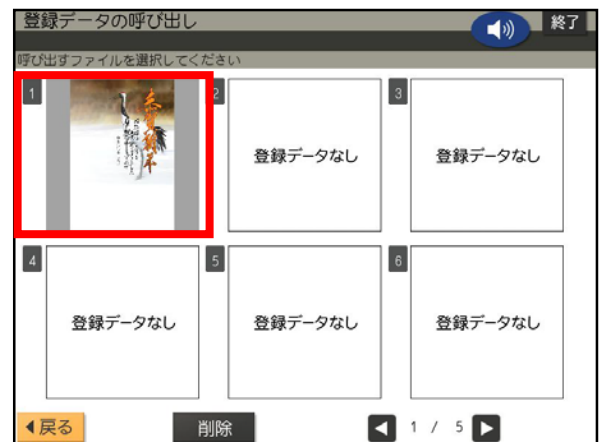 登録データの呼び出し
終了
呼び出すファイルを選択してください
1
2
登録データなし
3
登録データなし
4
登録データなし
5
登録データなし
6
登録データなし
戻る
削除
1 / 5